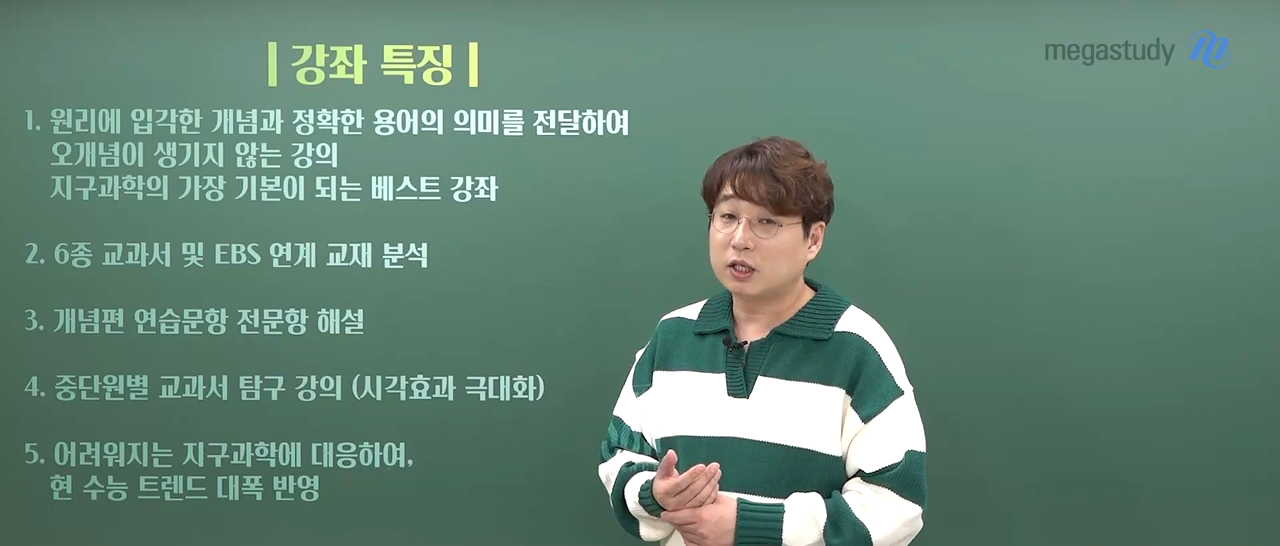 | 강좌 특징 |
megastudy
1. 원리에 입각한 개념과 정확한 용어의 의미를 전달하여
오개념이 생기지 않는 강의
지구과학의 가장 기본이 되는 베스트 강좌
2. 6종 교과서 및 EBS 연계 교재 분석
3. 개념편 연습문항 전문항 해설
4. 중단원별 교과서 탐구 강의 (시각효과 극대화)
5. 어려워지는 지구과학에 대응하여,
현 수능 트렌드 대폭 반영